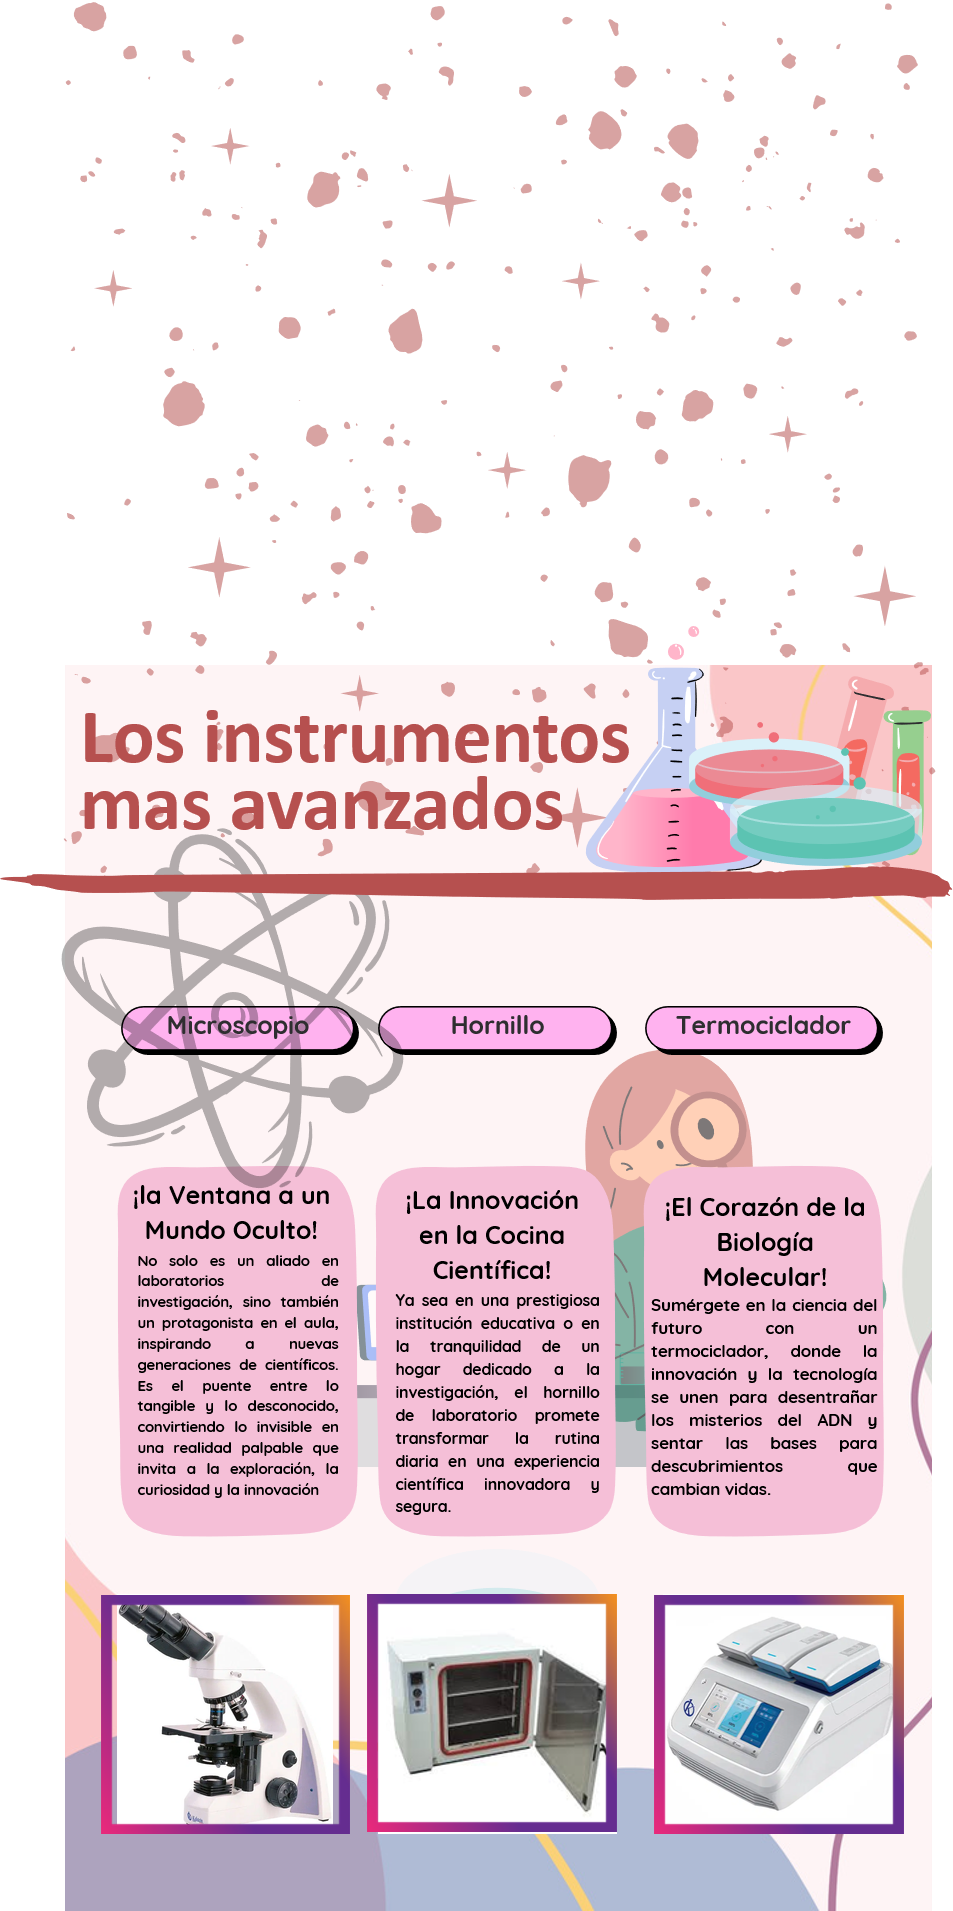 Los instrumentos
mas avanzados
Microscopio
Hornillo
Termociclador
¡la Ventana a un
Mundo Oculto!
No solo es un aliado en
laboratorios de
investigación, sino también
un protagonista en el aula,
inspirando a nuevas
generaciones de científicos.
Es el puente entre lo
tangible y lo desconocido,
convirtiendo lo invisible en
una realidad palpable que
invita a la exploración, la
curiosidad y la innovación
¡La Innovación
en la Cocina
Científica!
Ya sea en una prestigiosa
institución educativa o en
la tranquilidad de un
hogar dedicado a la
investigación, el hornillo
de laboratorio promete
transformar la rutina
diaria en una experiencia
científica innovadora y
segura.
¡El Corazón de la
Biología
Molecular!
Sumérgete en la ciencia del
futuro con un
termociclador, donde la
innovación y la tecnología
se unen para desentrañar
los misterios del ADN y
sentar las bases para
descubrimientos que
cambian vidas.